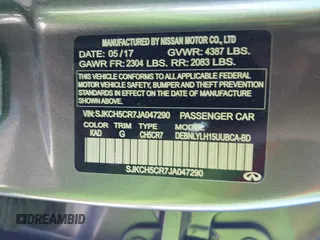 MANUFACTURED BY NISSAN MOTOR CO., LTD
DATE 05/17 GVWR: 4387 LBS.
GAWR FR: 2304 LBS. RR: 2083 LBS.
THIS VEHICLE CONFORMS TO ALL APPLICABLE FEDERAL MOTOR
VEHICLE SAFETY, BUMPER AND THEFT PREVENTION
STANDARDS IN EFFECT ON THE DATE OF
MANUFACTURE SHOWN ABOVE.
VIN: SJKCH5CR7JA047290 PASSENGER CAR
COLOR TRIM MODEL
KAD G CH5CR7 DEBNLYLH15UUBCA-BD
SJKCH5CR7JA047290
INFINITI
DREAMBID